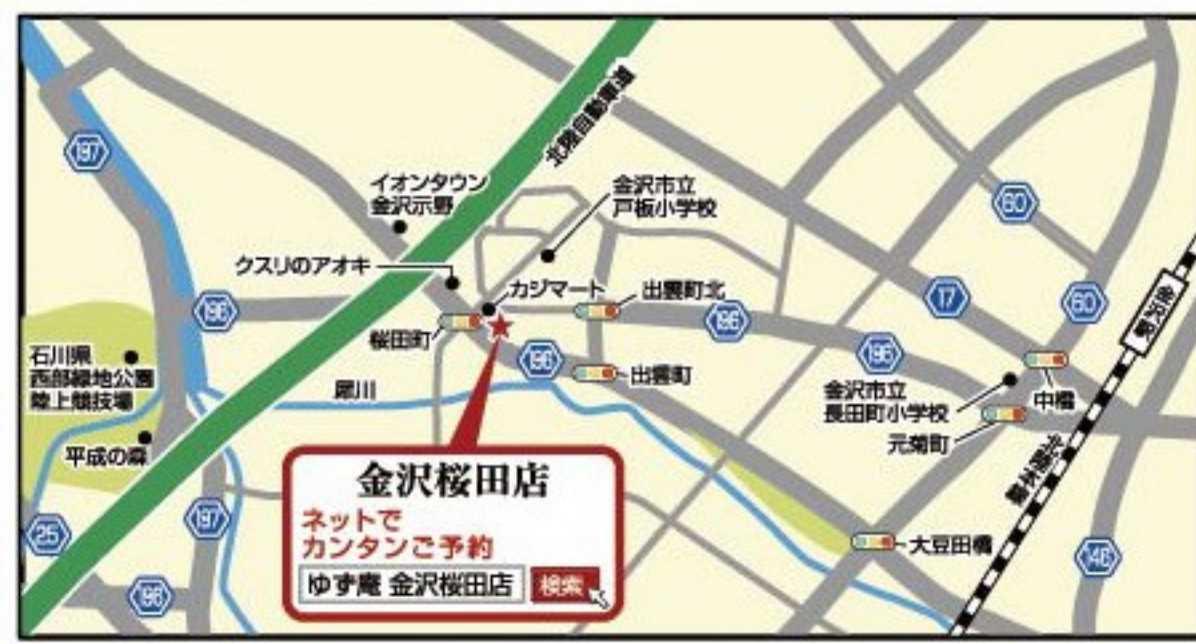 北陸自動車道
197
イオンタウン
金沢示野
金沢市立
戸板小学校
60
クスリのアオキ
カジマート
出雲町北
196
桜田町
196
196
17
60
金沢駅
石川県
西部緑地公園
陸上競技場
犀川
196
出雲町
金沢市立
長田町小学校
中橋
元菊町
平成の森
北陸本線
金沢桜田店
ネットで
カンタンご予約
ゆず庵 金沢桜田店
検索
25
197
196
大豆田橋
146